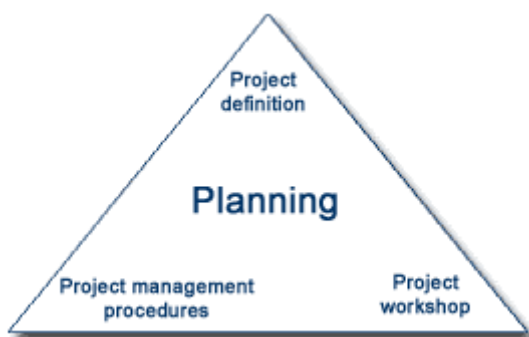 Project
definition
Planning
Project management
procedures
Project
workshop